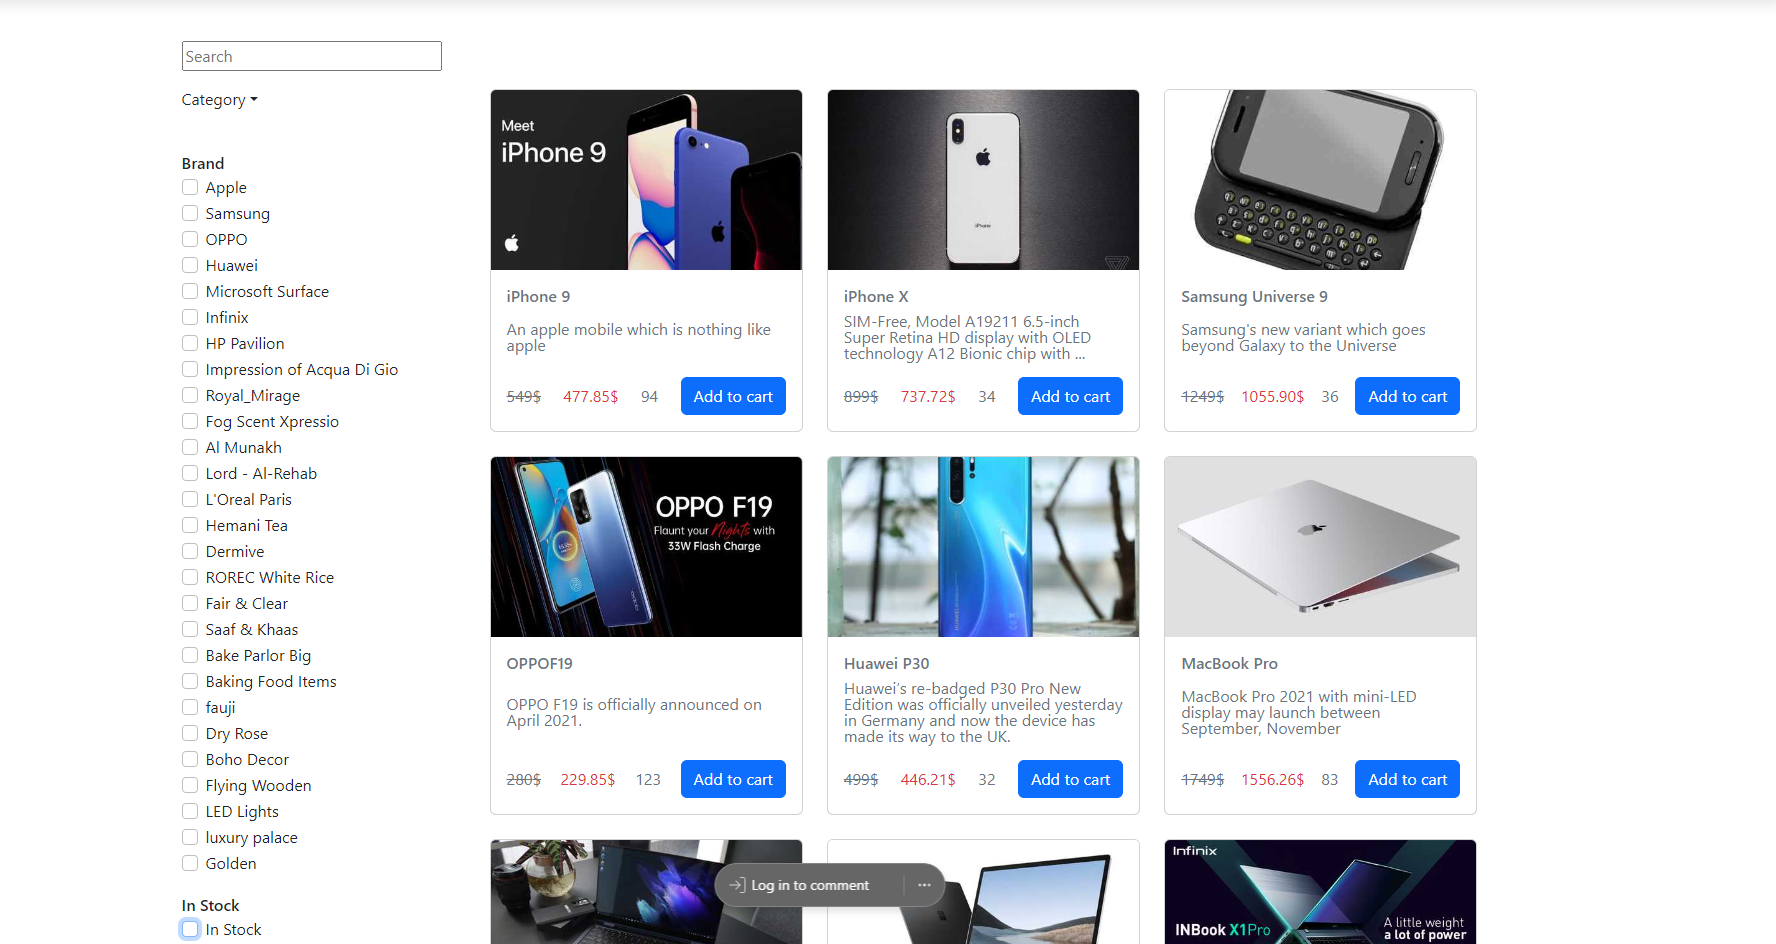 Search
Category
Brand
Apple
Samsung
OPPO
Huawei
Microsoft Surface
Infinix
HP Pavilion
Impression of Acqua Di Gio
Royal_Mirage
Fog Scent Xpressio
Al Munakh
Lord - Al-Rehab
L'Oreal Paris
Hemani Tea
Dermive
ROREC White Rice
Fair & Clear
Saaf & Khaas
Bake Parlor Big
Baking Food Items
fauji
Dry Rose
Boho Decor
Flying Wooden
LED Lights
luxury palace
Golden
In Stock
In Stock
Meet
iPhone 9
iPhone 9
An apple mobile which is nothing like
apple
549$ 477.85$ 94 Add to cart
iPhone
iPhone X
SIM-Free, Model A19211 6.5-inch
Super Retina HD display with OLED
technology A12 Bionic chip with ...
899$ 737.72$ 34 Add to cart
Samsung Universe 9
Samsung's new variant which goes
beyond Galaxy to the Universe
1249$ 1055.90$ 36 Add to cart
OPPO F19
Flaunt your Nights with
33W Flash Charge
OPPOF19
OPPO F19 is officially announced on
April 2021.
280$ 229.85$ 123 Add to cart
Huawei P30
Huawei’s re-badged P30 Pro New
Edition was officially unveiled yesterday
in Germany and now the device has
made its way to the UK.
499$ 446.21$ 32 Add to cart
MacBook Pro
MacBook Pro 2021 with mini-LED
display may launch between
September, November
1749$ 1556.26$ 83 Add to cart
Log in to comment
Infinix
INBook X1Pro
A little weight
a lot of power